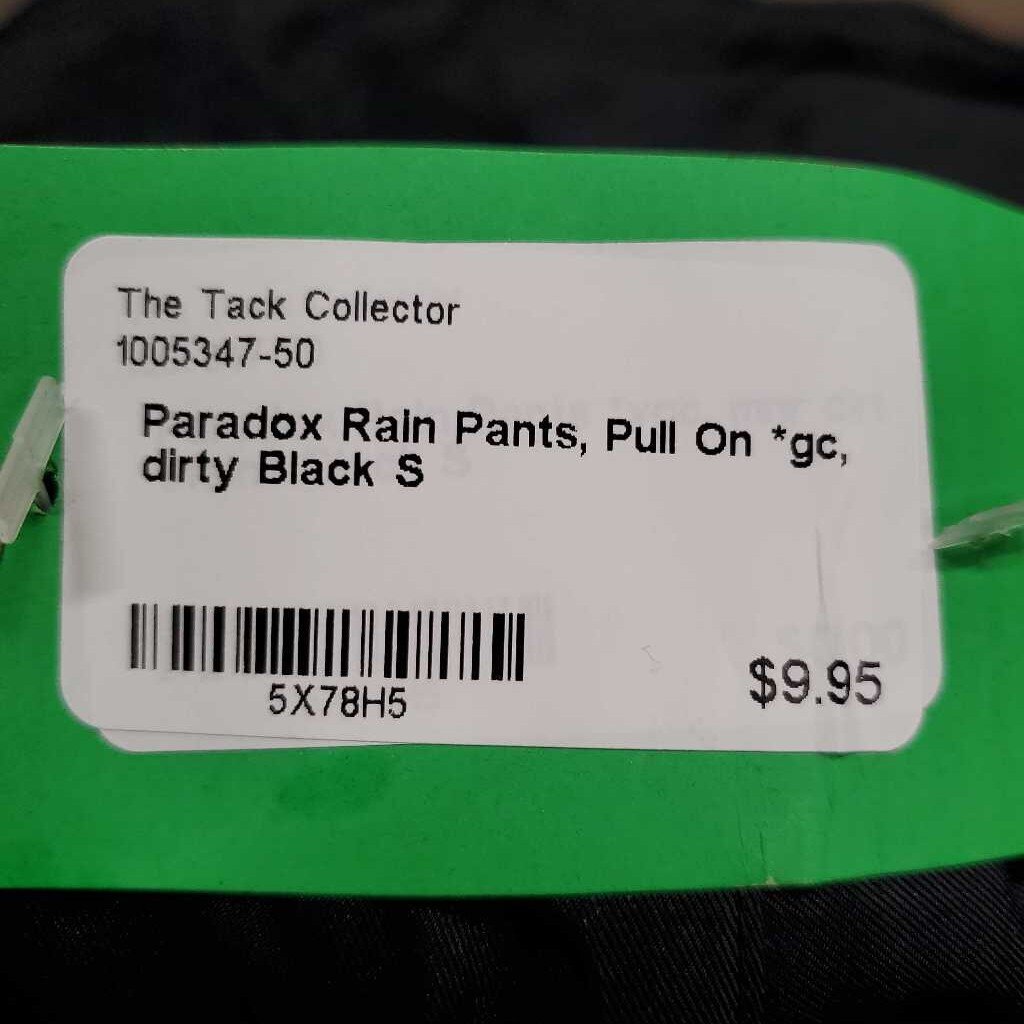 The Tack Collector
1005347-50
Paradox Rain Pants, Pull On *gc,
dirty Black S
5X78H5
$9.95